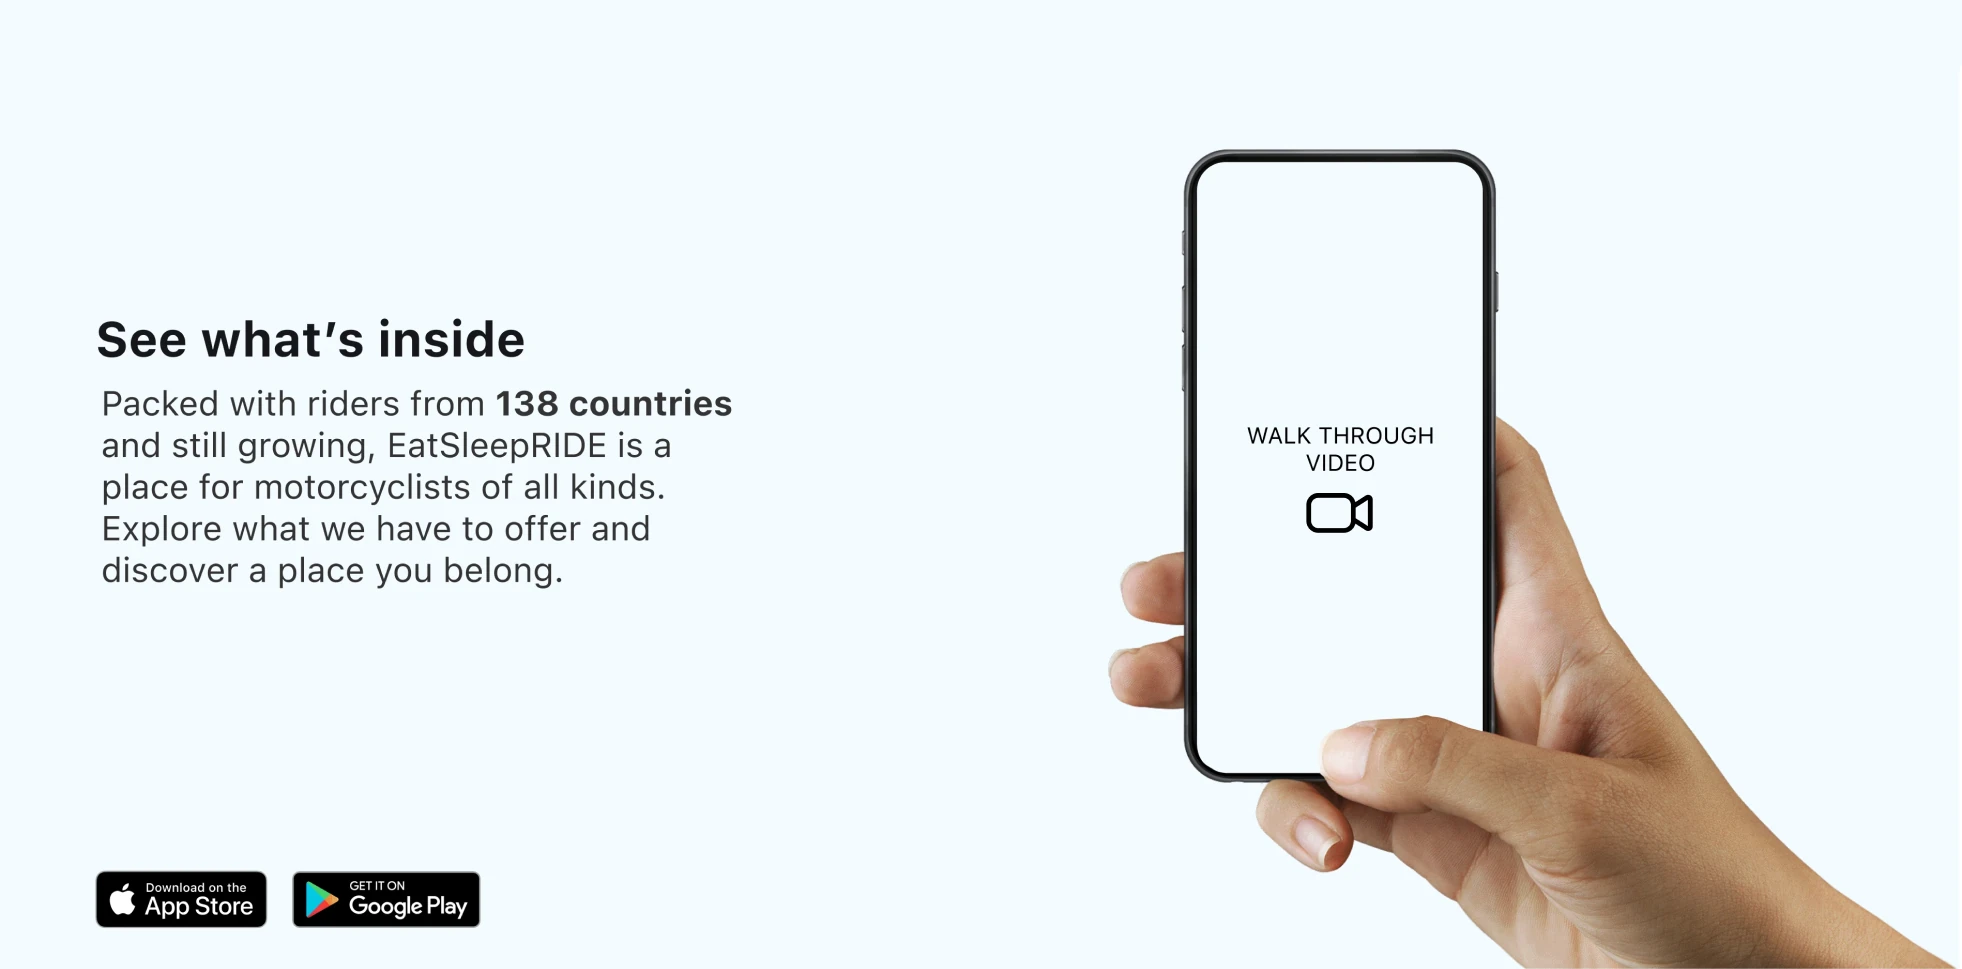 See what’s inside
Packed with riders from 138 countries
and still growing, EatSleepRIDE is a
place for motorcyclists of all kinds.
Explore what we have to offer and
discover a place you belong.
WALK THROUGH
VIDEO
Download on the
App Store
GET IT ON
Google Play